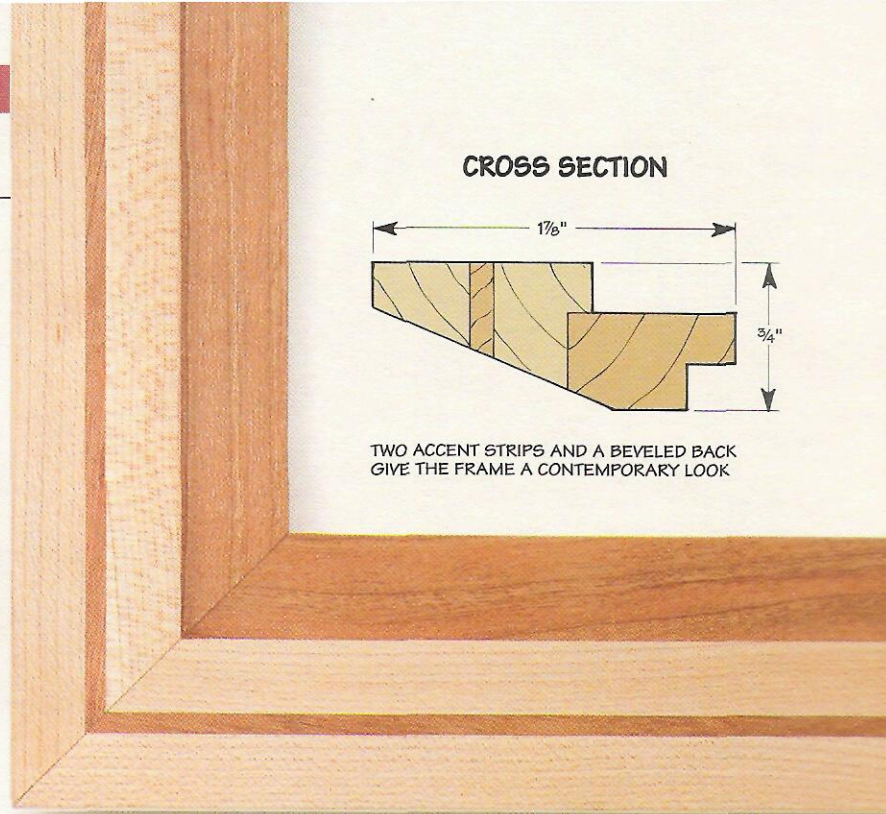 CROSS SECTION
1⅞"
¾"
TWO ACCENT STRIPS AND A BEVELED BACK
GIVE THE FRAME A CONTEMPORARY LOOK